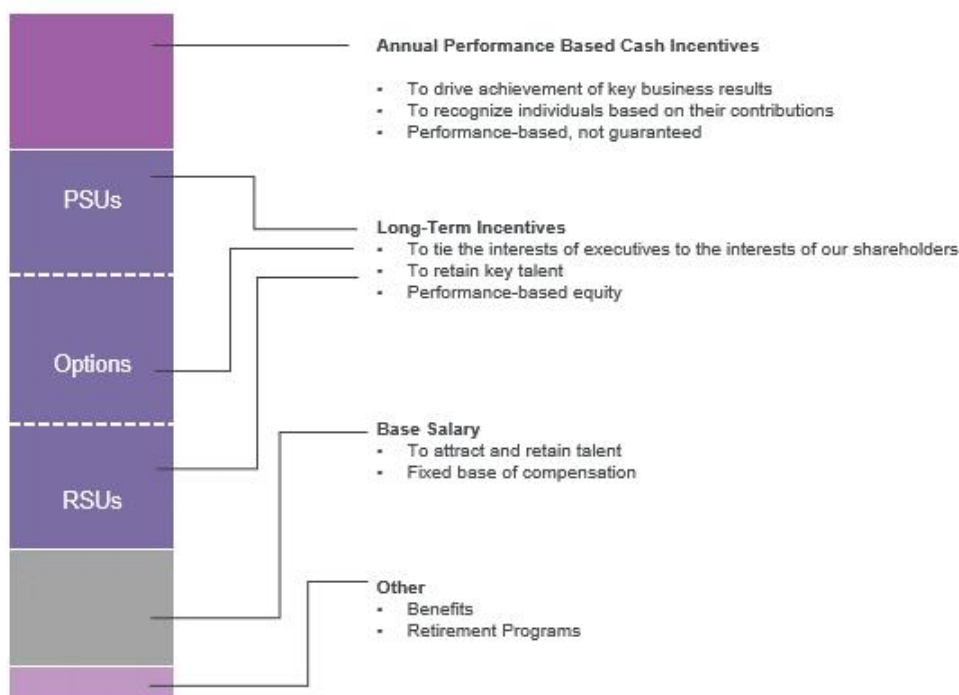 Annual Performance Based Cash Incentives
▪ To drive achievement of key business results
▪ To recognize individuals based on their contributions
▪ Performance-based, not guaranteed
PSUs
Long-Term Incentives
▪ To tie the interests of executives to the interests of our shareholders
▪ To retain key talent
▪ Performance-based equity
Options
Base Salary
▪ To attract and retain talent
▪ Fixed base of compensation
RSUs
Other
▪ Benefits
▪ Retirement Programs